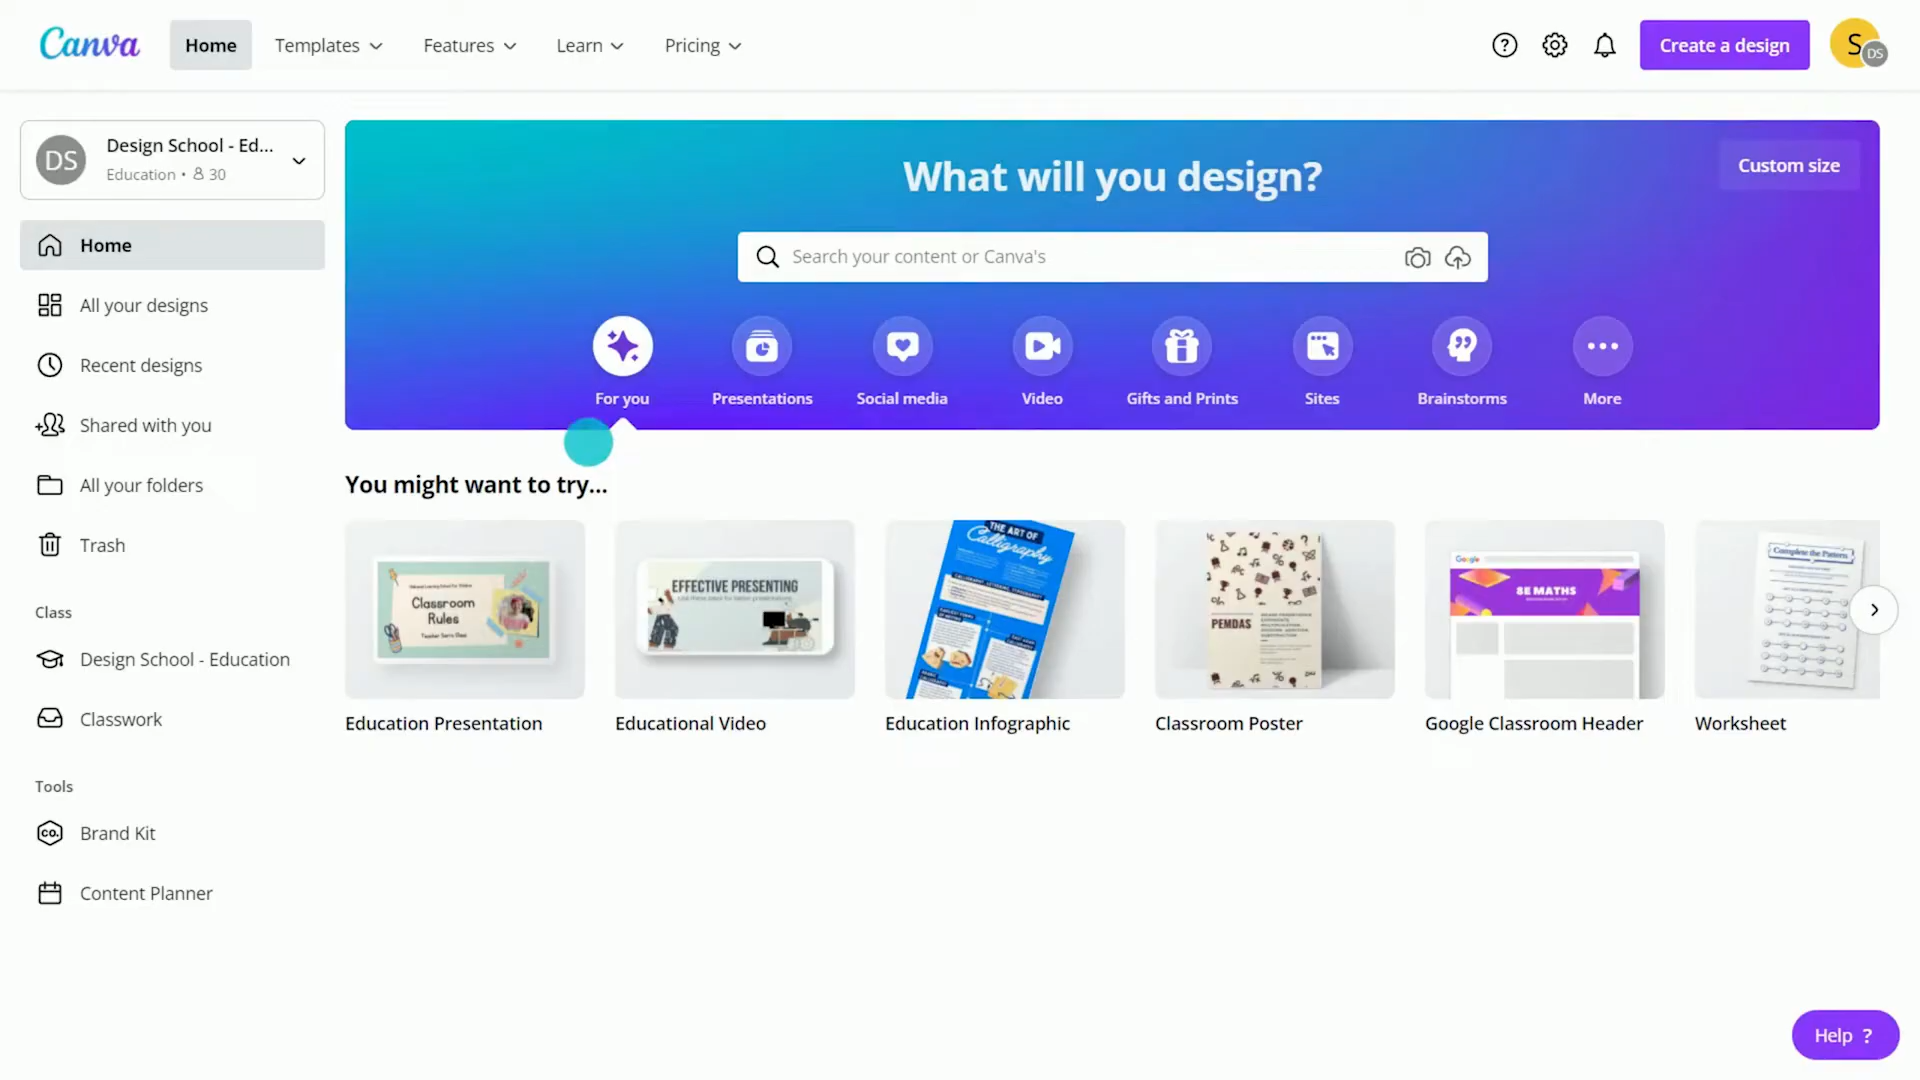 Canva
Home
Templates
Features
Learn
Pricing
Create a design
S
DS
DS
Design School - Ed...
Education • 30
Home
All your designs
Recent designs
Shared with you
All your folders
Trash
Class
Design School - Education
Classwork
Tools
CO.
Brand Kit
Content Planner
What will you design?
Custom size
Search your content or Canva's
For you
Presentations
Social media
Video
Gifts and Prints
Sites
Brainstorms
More
You might want to try...
Classroom
Rules
EFFECTIVE PRESENTING
THE ART OF
Calligraphy
PEMDAS
Google
8E MATHS
Complete the Pattern
Education Presentation
Educational Video
Education Infographic
Classroom Poster
Google Classroom Header
Worksheet
Help ?